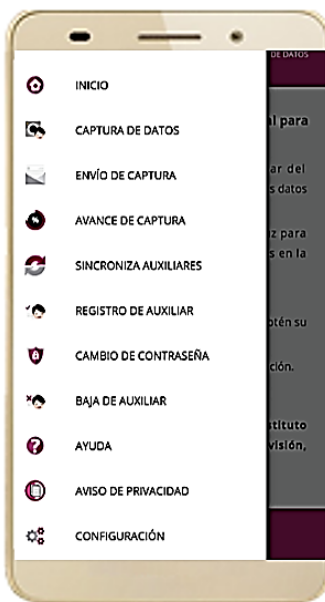 DE DATOS
INICIO
al para
CAPTURA DE DATOS
ar del
ENVÍO DE CAPTURA
s datos
AVANCE DE CAPTURA
uz para
s en la
SINCRONIZA AUXILIARES
REGISTRO DE AUXILIAR
otén su
CAMBIO DE CONTRASEÑA
ción.
BAJA DE AUXILIAR
stituto
AYUDA
visión,
AVISO DE PRIVACIDAD
CONFIGURACIÓN